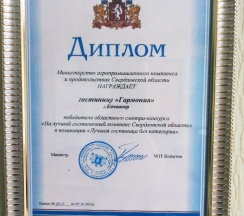 Диплом
Министерство агропромышленного комплекса
и продовольствия Свердловской области
НАГРАЖДАЕТ
гостиницу «Гармония»
победителя областного смотра-конкурса
«На лучший гостиничный комплекс Свердловской области»
в номинации «Лучшая гостиница без категории»
Министр